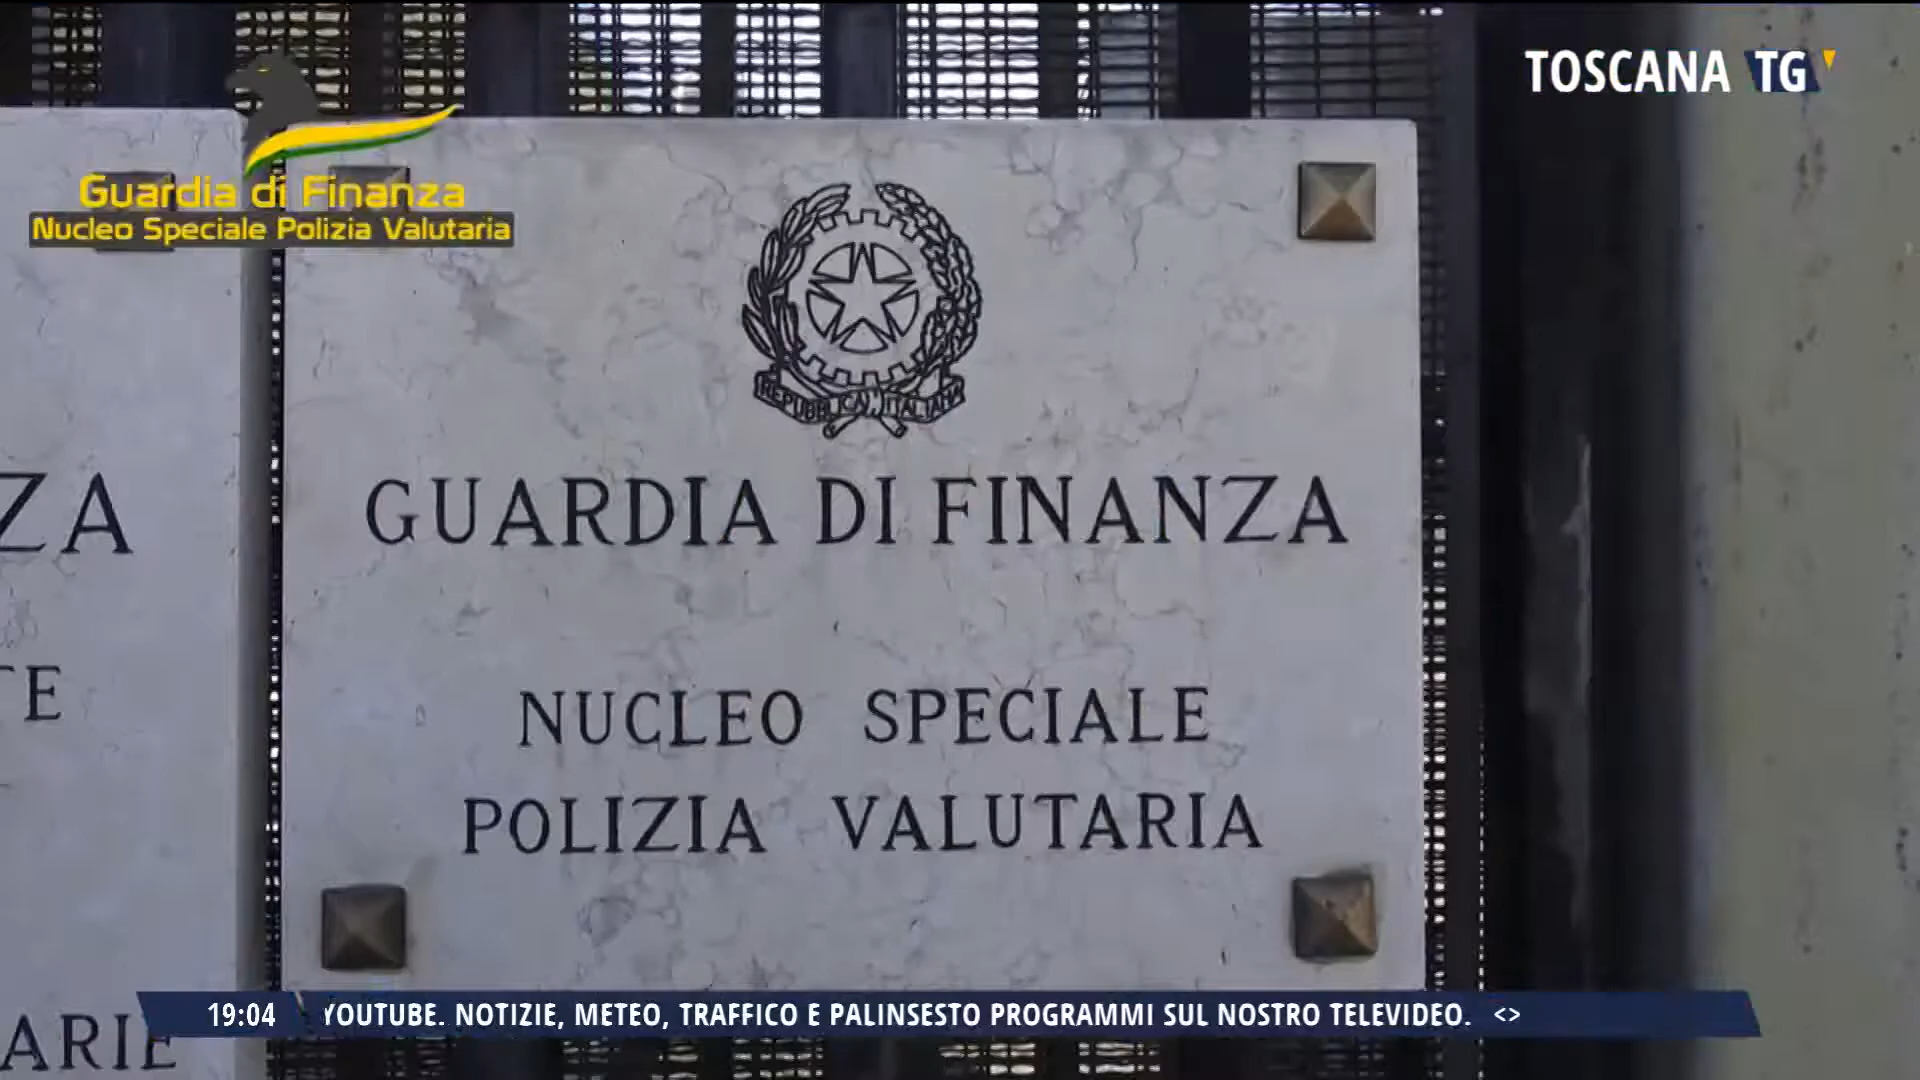 TOSCANA TG
Guardia di Finanza
Nucleo Speciale Polizia Valutaria
REPUBBLICA ITALIANA
GUARDIA DI FINANZA
NUCLEO SPECIALE
POLIZIA VALUTARIA
ZA
TE
ARIE
19:04 YOUTUBE. NOTIZIE, METEO, TRAFFICO E PALINSESTO PROGRAMMI SUL NOSTRO TELEVIDEO. <>